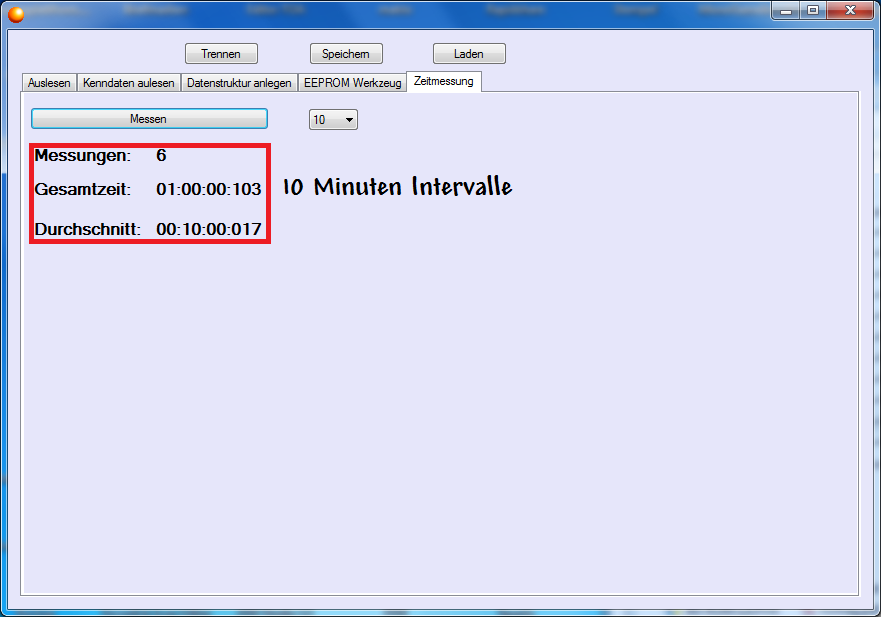 Trennen Speichern Laden
Auslesen Kenndaten aulesen Datenstruktur anlegen EEPROM Werkzeug Zeitmessung
Messen 10
Messungen: 6
Gesamtzeit: 01:00:00:103 10 Minuten Intervalle
Durchschnitt: 00:10:00:017